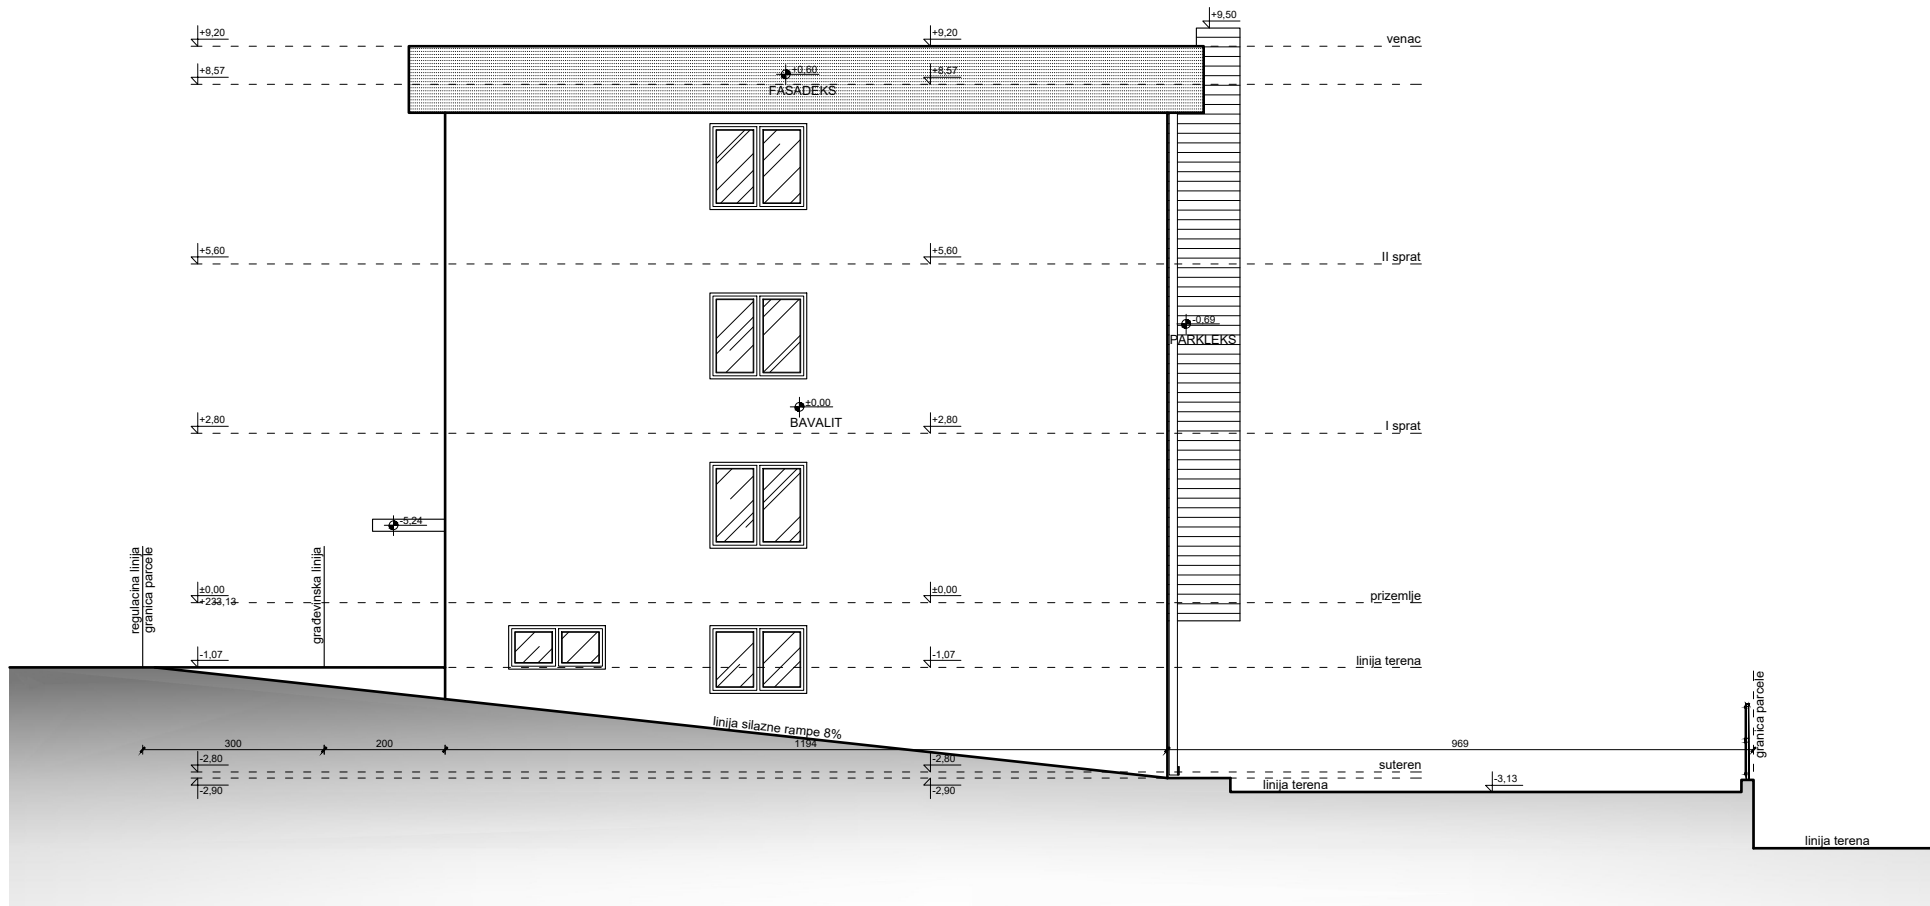 +9,50
+9,20
+9,20
venac
+8,57
+0,60
+8,57
FASADEKS
+5,60
+5,60
II sprat
-0,69
PARKLEKS
±0,00
BAVALIT
+2,80
+2,80
I sprat
-5,24
regulacina linija
granica parcele
građevinska linija
±0,00
+233,13
±0,00
prizemlje
-1,07
-1,07
linija terena
granica parcele
linija silazne rampe 8%
300
200
1194
969
-2,80
-2,80
suteren
-2,90
-2,90
linija terena
-3,13
linija terena